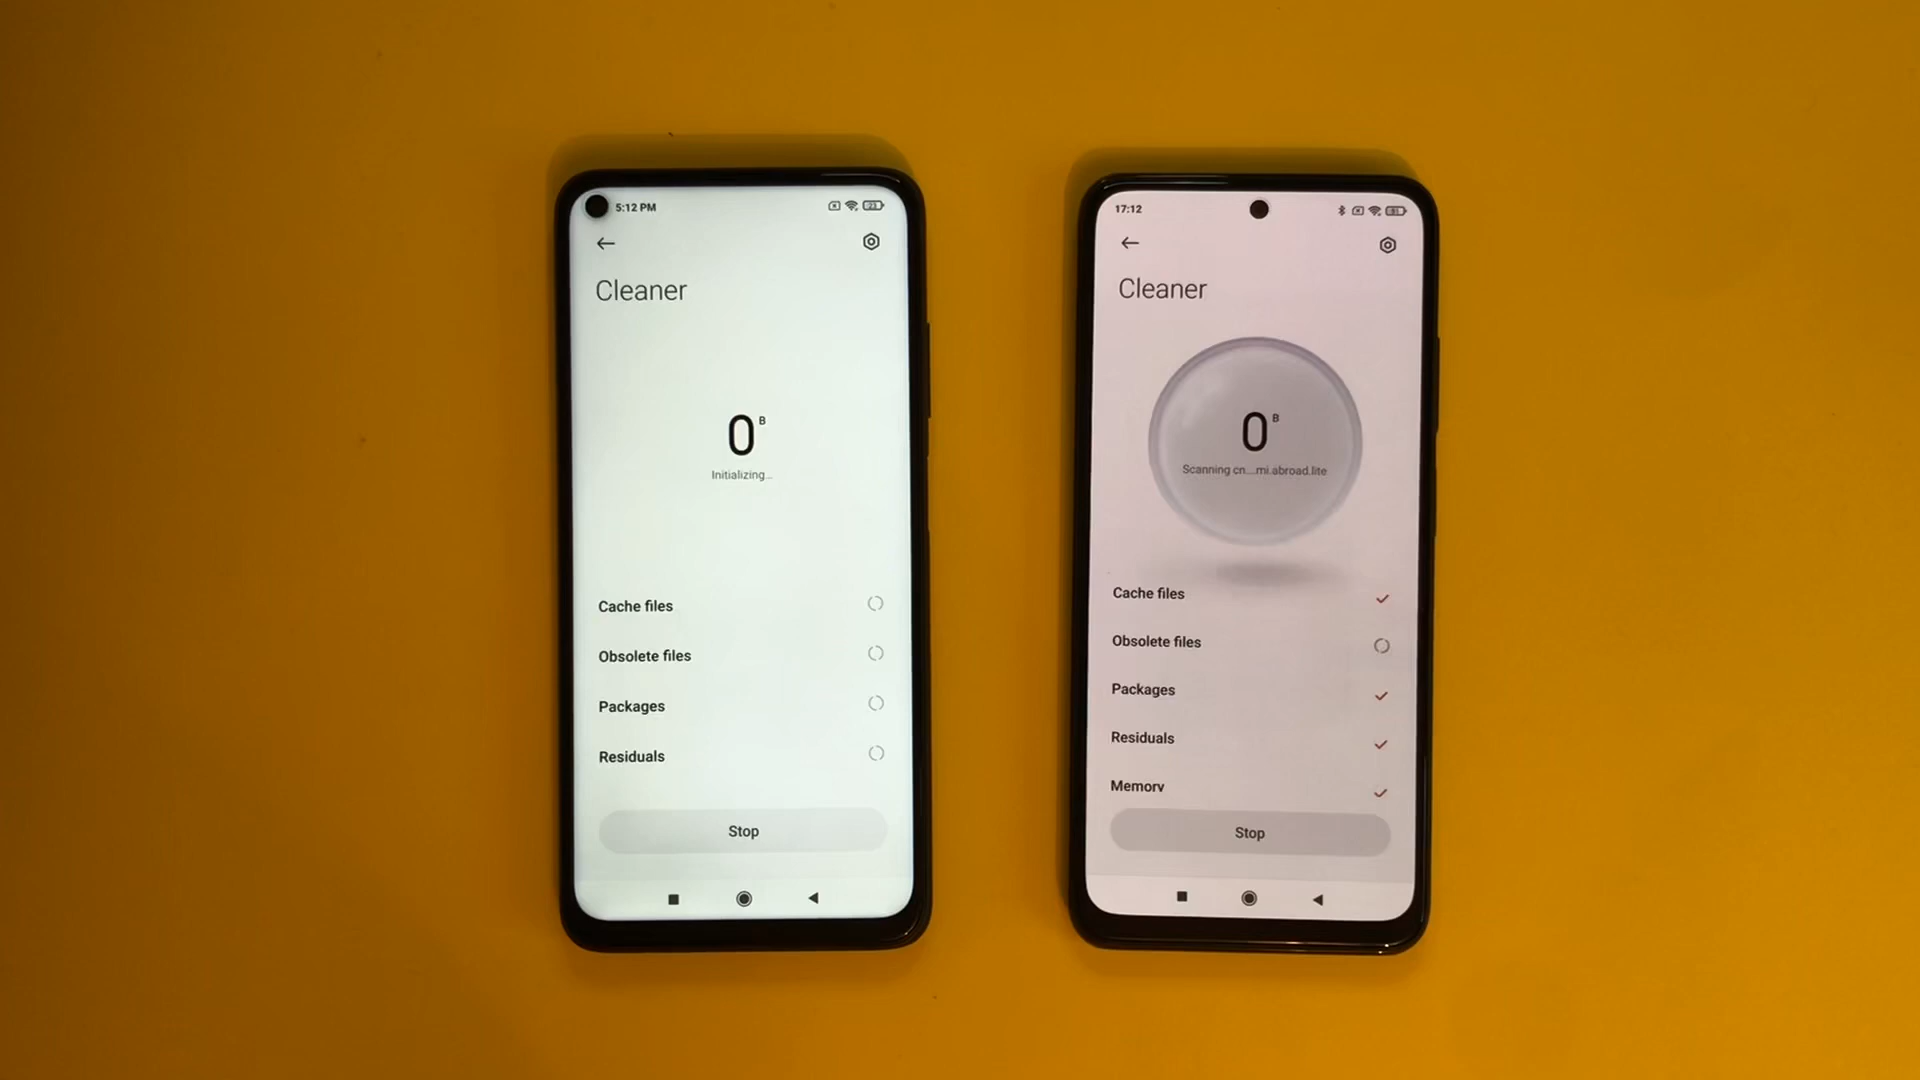 5:12 PM
23
Cleaner
0 B
Initializing...
Cache files
Obsolete files
Packages
Residuals
Stop
17:12
Cleaner
0 B
Scanning cn....mi.abroad.lite
Cache files
Obsolete files
Packages
Residuals
Memory
Stop